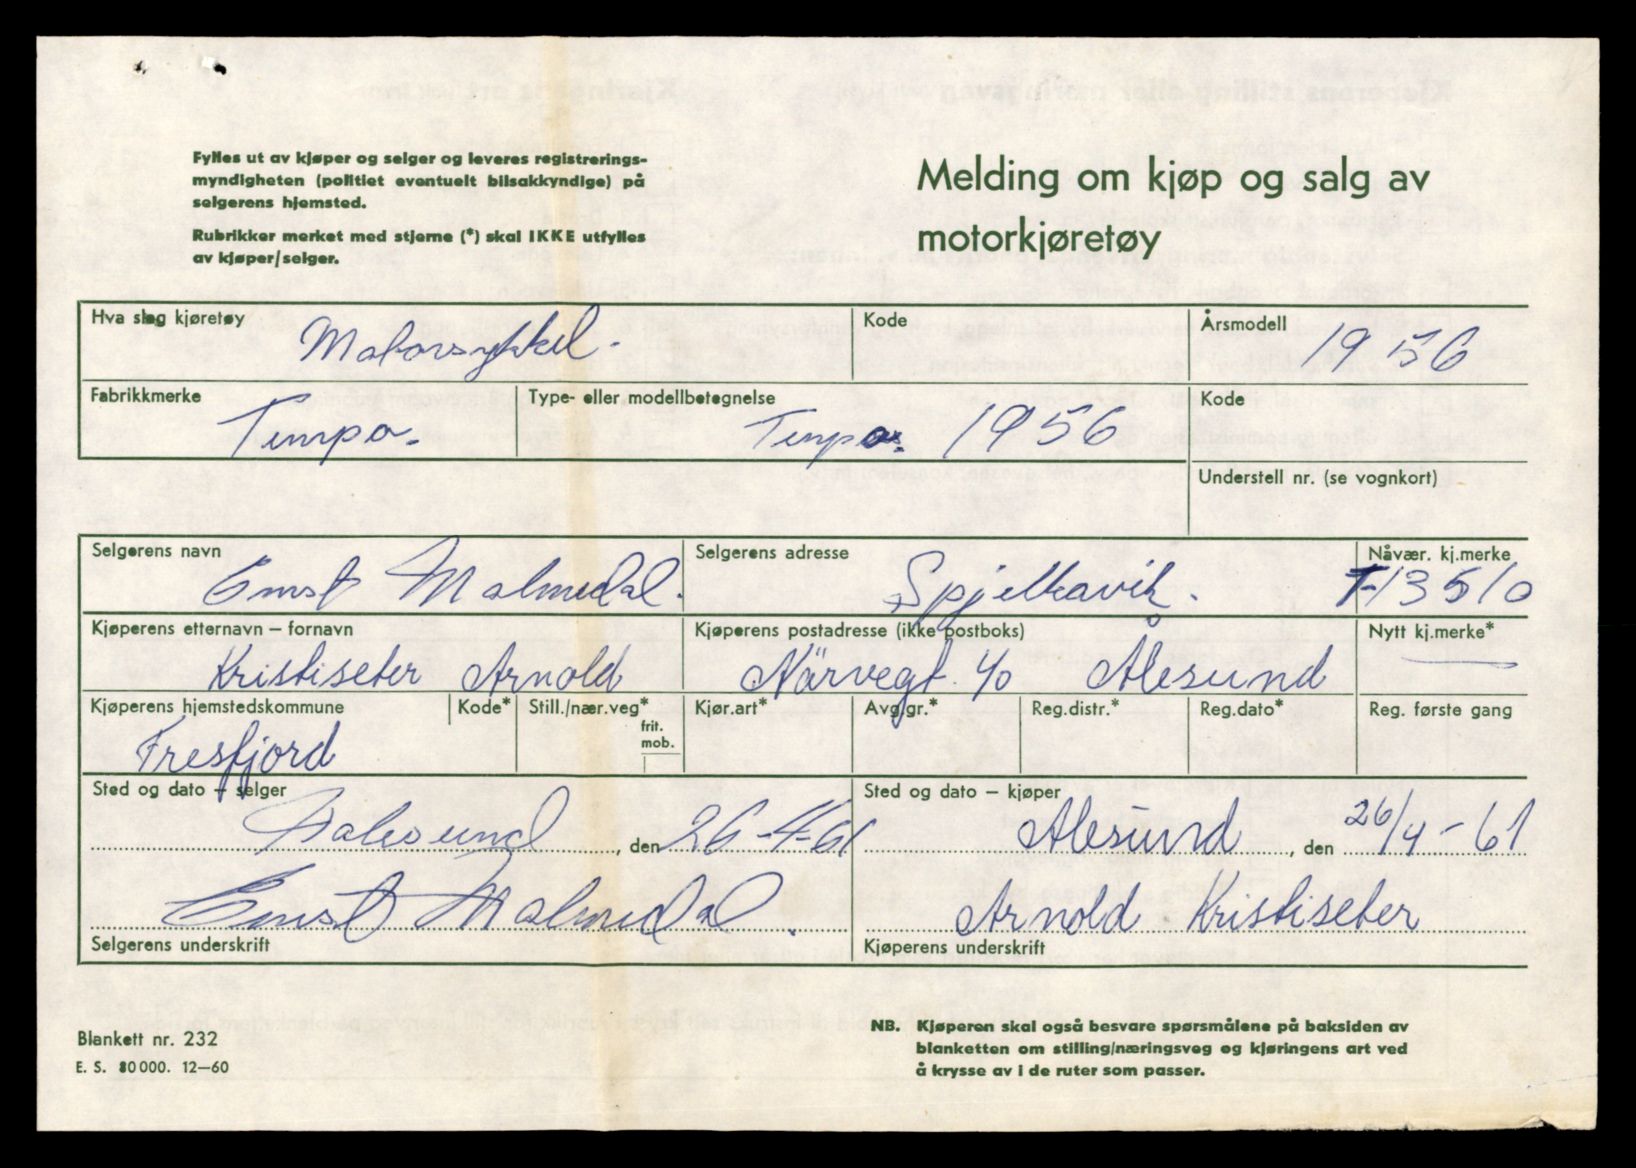 Fylles ut av kjøper og selger og leveres registrerings-
myndigheten (politiet eventuelt bilsakkyndige) på
selgerens hjemsted.
Rubrikker merket med stjerne (*) skal IKKE utfylles
av kjøper/selger.
Melding om kjøp og salg av
motorkjøretøy
Hva slag kjøretøy
Motorsykkel.
Kode
Årsmodell
1956
Fabrikkmerke
Tempo.
Type- eller modellbetegnelse
Tempo. 1956
Kode
Understell nr. (se vognkort)
Selgerens navn
Ernst Malmedal.
Selgerens adresse
Spjelkavik.
Nåvær. kj.merke
T-13510
Kjøperens etternavn – fornavn
Kristiseter Arnold
Kjøperens postadresse (ikke postboks)
Närvegt. 40 Ålesund
Nytt kj.merke*
Kjøperens hjemstedskommune
Tresfjord
Kode*
Still./nær.veg*
frit.
mob.
Kjør.art*
Avg.gr.*
Reg.distr.*
Reg.dato*
Reg. første gang
Sted og dato – selger
Aalesund, den 26-4-61
Sted og dato – kjøper
Ålesund, den 26/4-61
Ernst Malmedal.
Selgerens underskrift
Arnold Kristiseter
Kjøperens underskrift
Blankett nr. 232
E. S. 80000. 12–60
NB. Kjøperen skal også besvare spørsmålene på baksiden av
blanketten om stilling/næringsveg og kjøringens art ved
å krysse av i de ruter som passer.